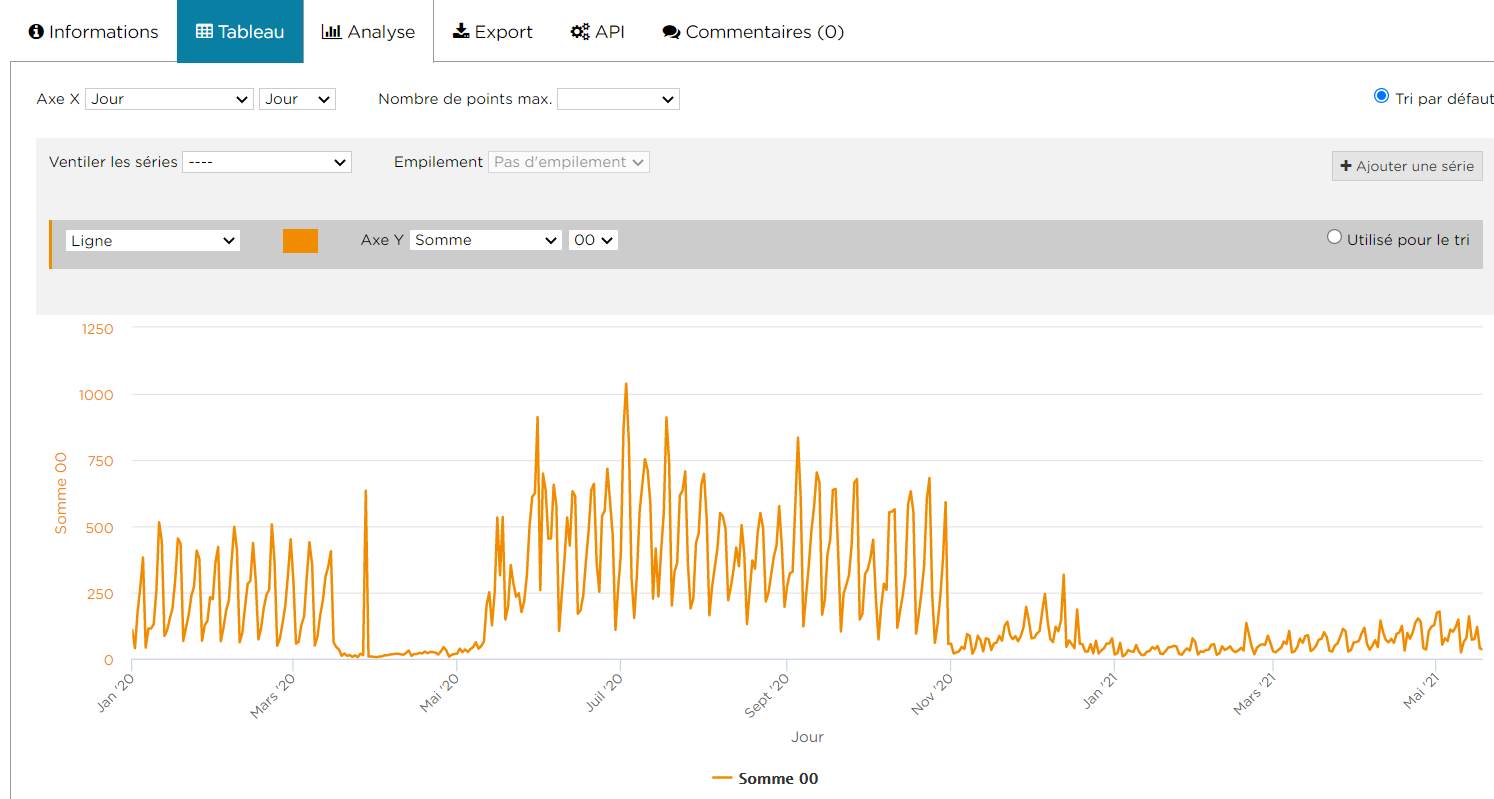 Informations Tableau Analyse Export API Commentaires (0)
Axe X Jour Jour Nombre de points max. Tri par défaut
Ventiler les séries ---- Empilement Pas d'empilement Ajouter une série
Ligne Axe Y Somme 00 Utilisé pour le tri
1250
1000
750
500
250
0
Somme 00
Jan '20 Mars '20 Mai '20 Juil '20 Sept '20 Nov '20 Jan '21 Mars '21 Mai '21
Jour
Somme 00